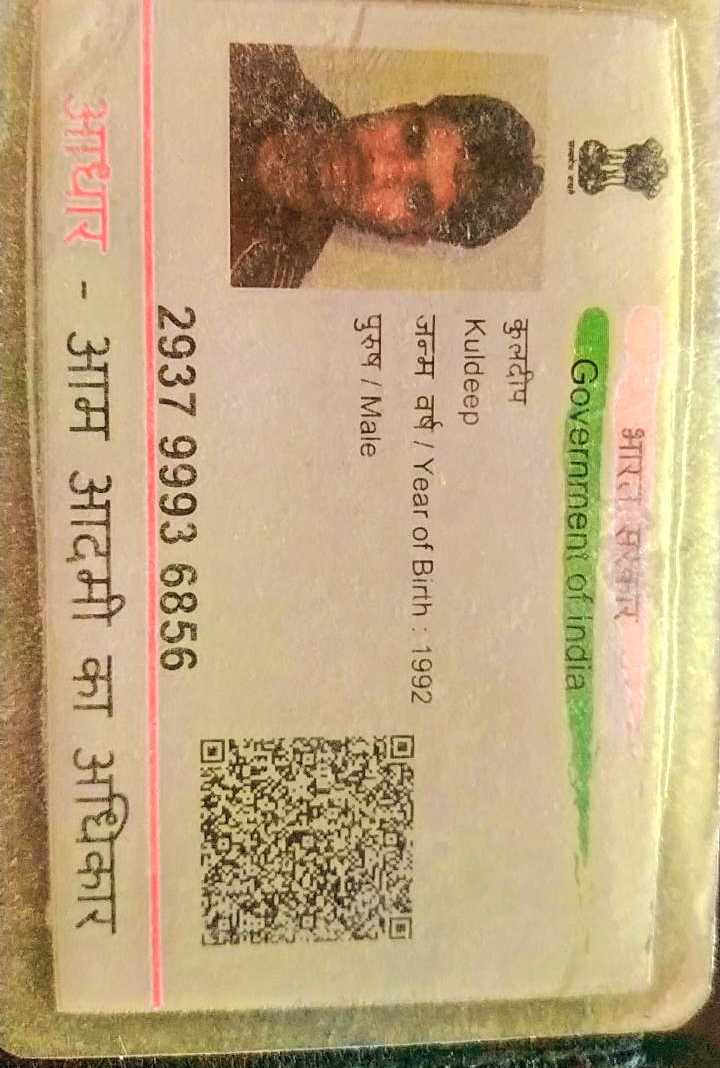 भारत सरकार
Government of India
कुलदीप
Kuldeep
जन्म वर्ष / Year of Birth : 1992
पुरुष / Male
2937 9993 6856
आधार - आम आदमी का अधिकार